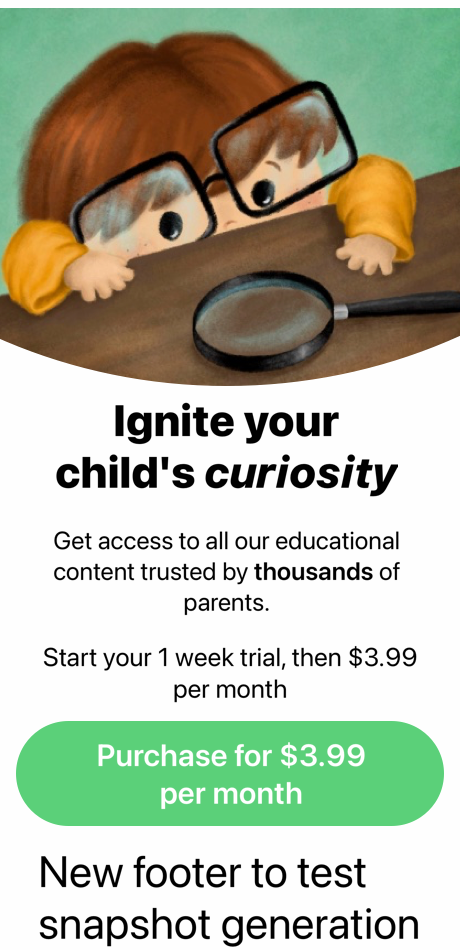 Ignite your
child's curiosity
Get access to all our educational
content trusted by thousands of
parents.
Start your 1 week trial, then $3.99
per month
Purchase for $3.99
per month
New footer to test
snapshot generation